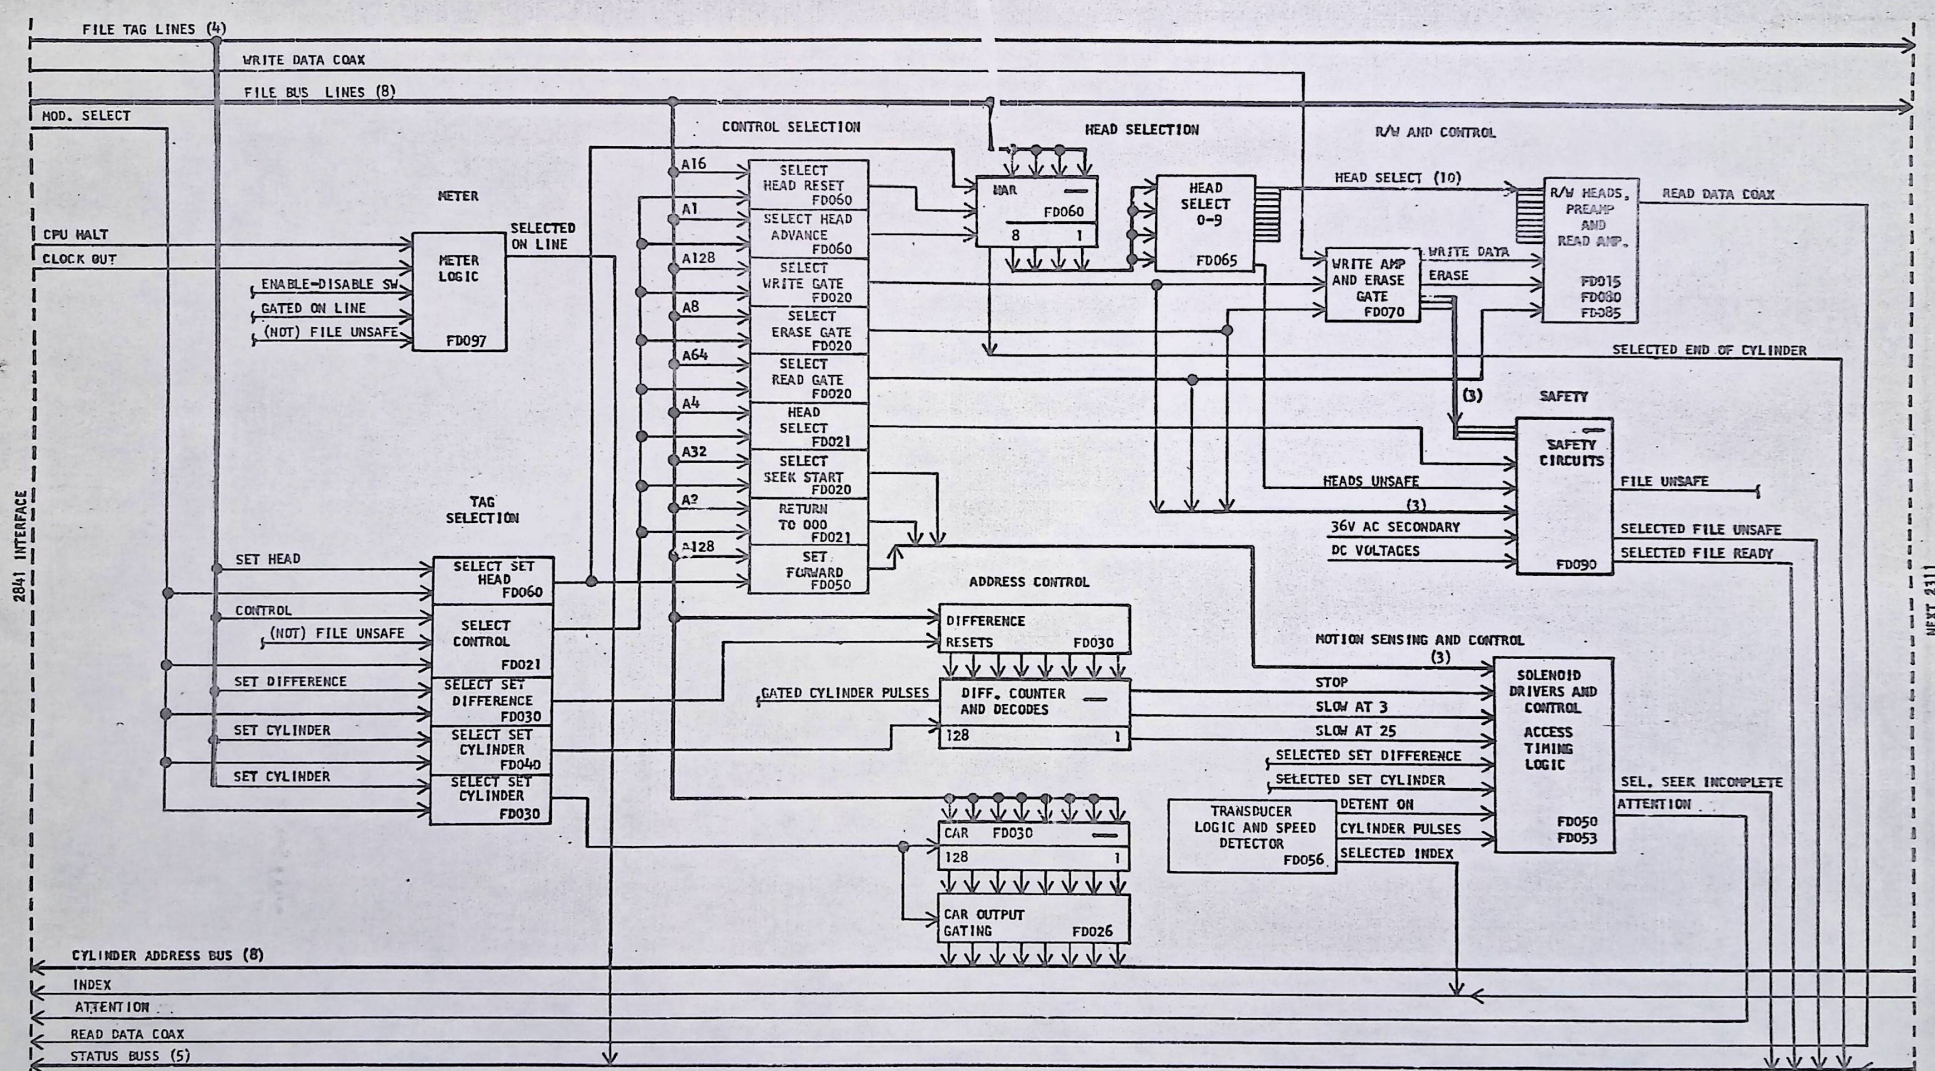 FILE TAG LINES (4)
WRITE DATA COAX
FILE BUS LINES (8)
MOD. SELECT
CONTROL SELECTION
HEAD SELECTION
R/W AND CONTROL
METER
CPU HALT
CLOCK OUT
ENABLE-DISABLE SW
GATED ON LINE
(NOT) FILE UNSAFE
METER
LOGIC
FD097
SELECTED
ON LINE
A16
SELECT
HEAD RESET
FD060
A1
SELECT HEAD
ADVANCE
FD060
A128
SELECT
WRITE GATE
FD020
A8
SELECT
ERASE GATE
FD020
A64
SELECT
READ GATE
FD020
A4
HEAD
SELECT
FD021
A32
SELECT
SEEK START
FD020
A2
RETURN
TO 000
FD021
A128
SET
FORWARD
FD050
HAR
FD060
8 1
HEAD
SELECT
0-9
FD065
HEAD SELECT (10)
R/W HEADS,
PREAMP
AND
READ AMP.
FD015
FD080
FD085
READ DATA COAX
WRITE AMP
AND ERASE
GATE
FD070
WRITE DATA
ERASE
SELECTED END OF CYLINDER
(3)
SAFETY
SAFETY
CIRCUITS
FD090
HEADS UNSAFE
(3)
36V AC SECONDARY
DC VOLTAGES
FILE UNSAFE
SELECTED FILE UNSAFE
SELECTED FILE READY
2841 INTERFACE
NEXT 2311
TAG
SELECTION
SET HEAD
SELECT SET
HEAD
FD060
CONTROL
(NOT) FILE UNSAFE
SELECT
CONTROL
FD021
SET DIFFERENCE
SELECT SET
DIFFERENCE
FD030
SET CYLINDER
SELECT SET
CYLINDER
FD040
SET CYLINDER
SELECT SET
CYLINDER
FD030
ADDRESS CONTROL
DIFFERENCE
RESETS FD030
GATED CYLINDER PULSES
DIFF. COUNTER
AND DECODES
128 1
CAR FD030
128 1
CAR OUTPUT
GATING FD026
MOTION SENSING AND CONTROL
(3)
STOP
SLOW AT 3
SLOW AT 25
SELECTED SET DIFFERENCE
SELECTED SET CYLINDER
SOLENOID
DRIVERS AND
CONTROL
ACCESS
TIMING
LOGIC
FD050
FD053
TRANSDUCER
LOGIC AND SPEED
DETECTOR
FD056
DETENT ON
CYLINDER PULSES
SELECTED INDEX
SEL. SEEK INCOMPLETE
ATTENTION
CYLINDER ADDRESS BUS (8)
INDEX
ATTENTION
READ DATA COAX
STATUS BUSS (5)